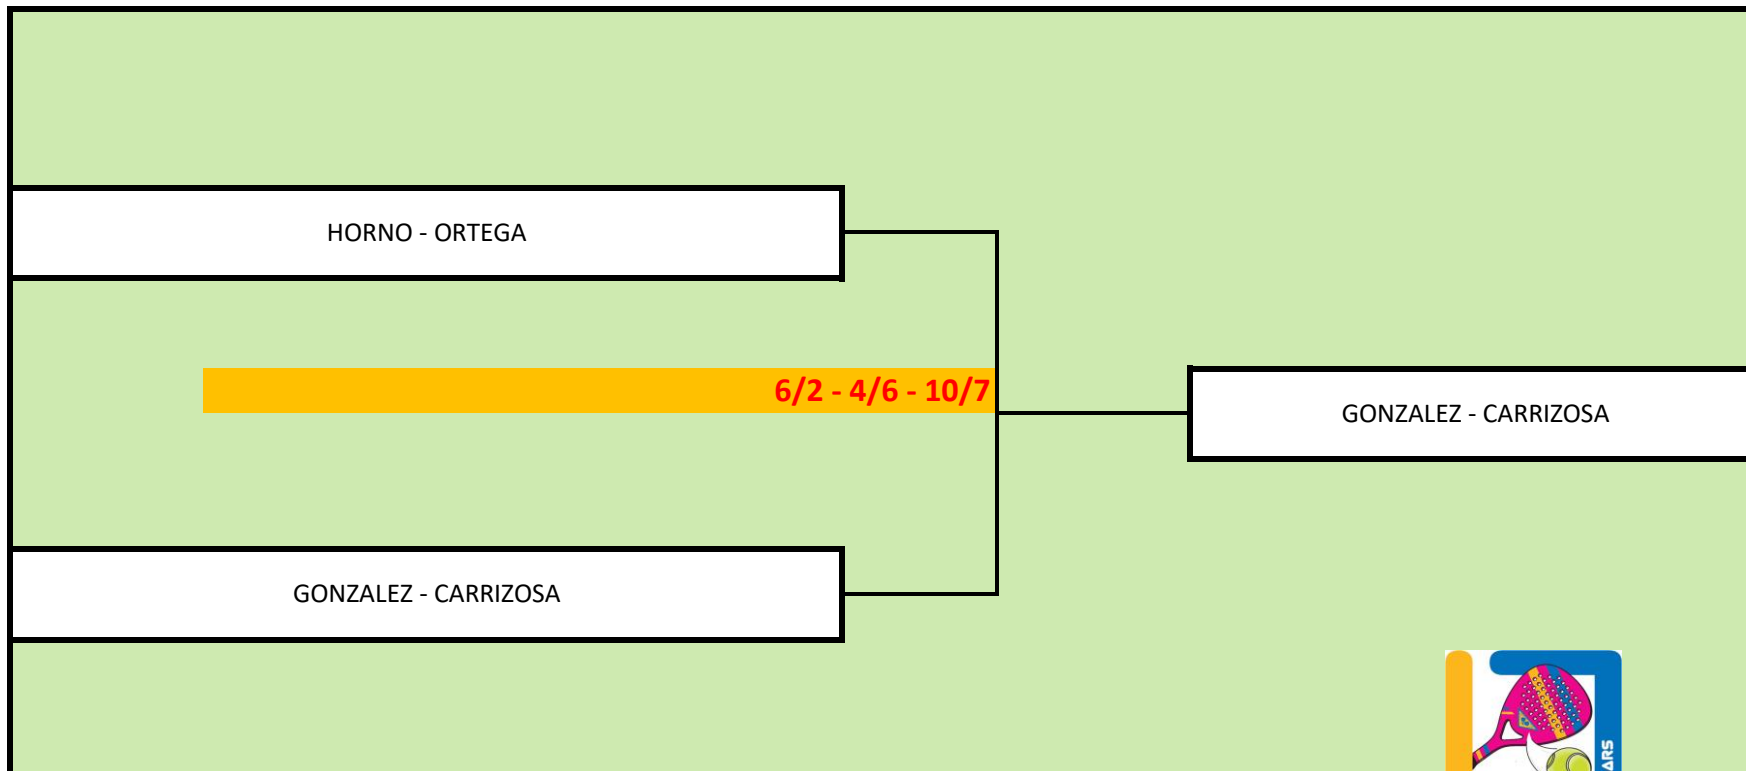 HORNO - ORTEGA
6/2 - 4/6 - 10/7
GONZALEZ - CARRIZOSA
GONZALEZ - CARRIZOSA